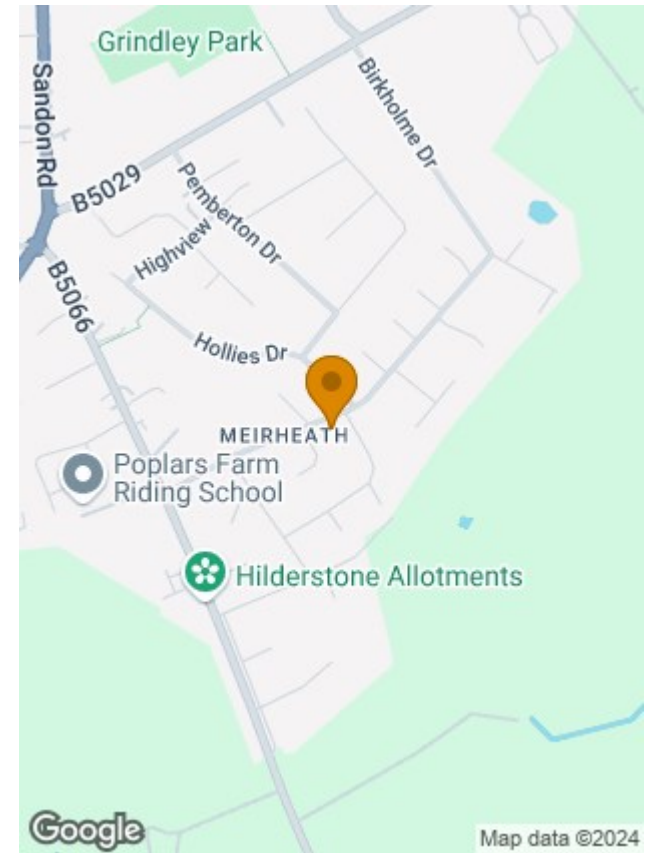 Grindley Park
Sandon Rd
Birkholme Dr
B5029
Pemberton Dr
Highview
B5066
Hollies Dr
MEIRHEATH
Poplars Farm
Riding School
Hilderstone Allotments
Google
Map data ©2024